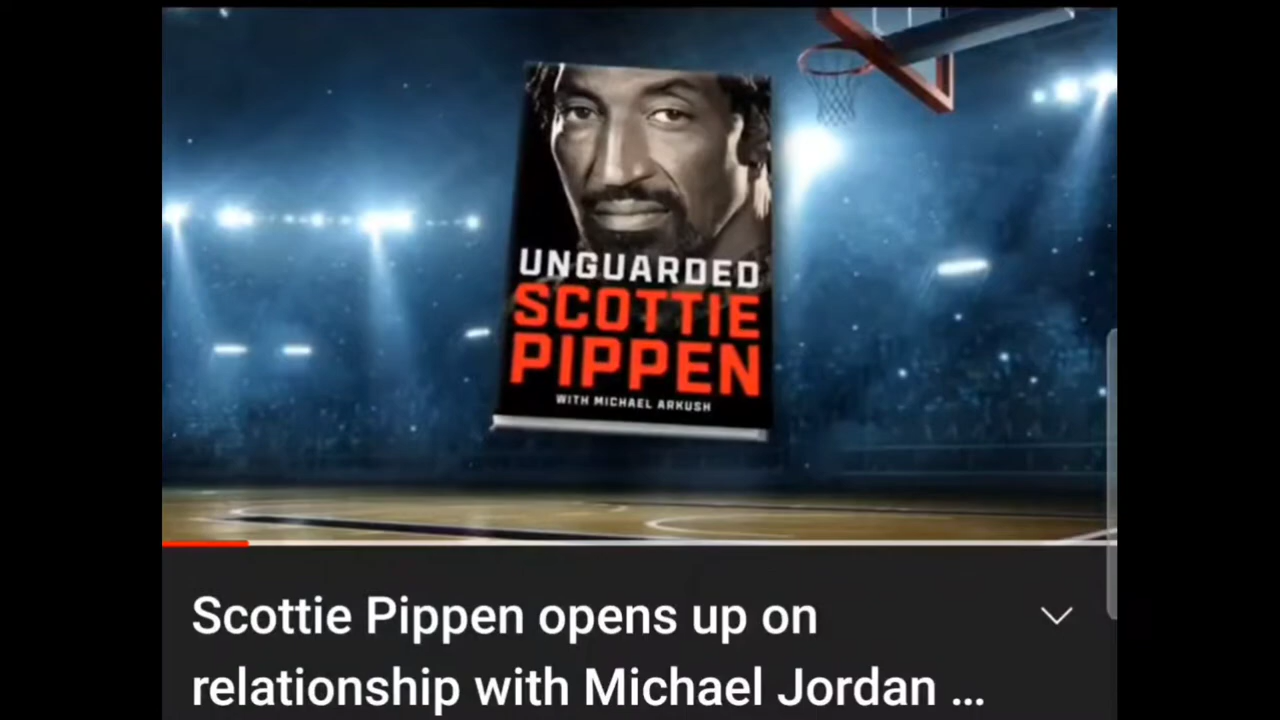 UNGUARDED
SCOTTIE
PIPPEN
WITH MICHAEL ARKUSH
Scottie Pippen opens up on
relationship with Michael Jordan ...